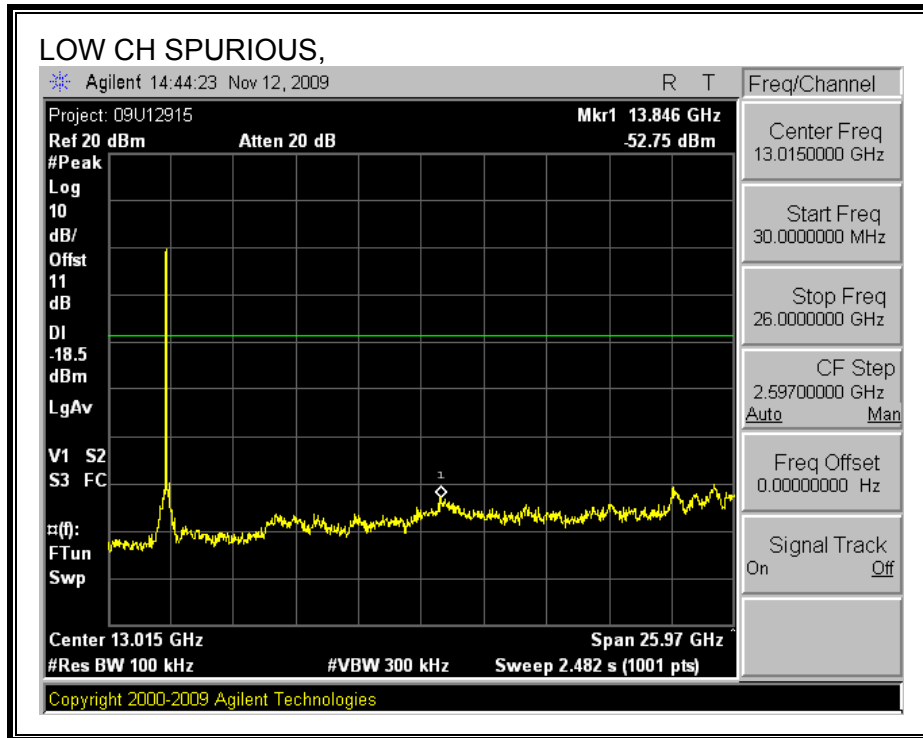 LOW CH SPURIOUS,
Agilent 14:44:23 Nov 12, 2009 R T Freq/Channel
Project: 09U12915 Mkr1 13.846 GHz
Ref 20 dBm Atten 20 dB -52.75 dBm
#Peak
Log
10
dB/
Offst
11
dB
DI
-18.5
dBm
LgAv
V1 S2
S3 FC
¤(f):
FTun
Swp
1
Center 13.015 GHz Span 25.97 GHz
#Res BW 100 kHz #VBW 300 kHz Sweep 2.482 s (1001 pts)
Center Freq
13.0150000 GHz
Start Freq
30.0000000 MHz
Stop Freq
26.0000000 GHz
CF Step
2.59700000 GHz
Auto Man
Freq Offset
0.00000000 Hz
Signal Track
On Off
Copyright 2000-2009 Agilent Technologies